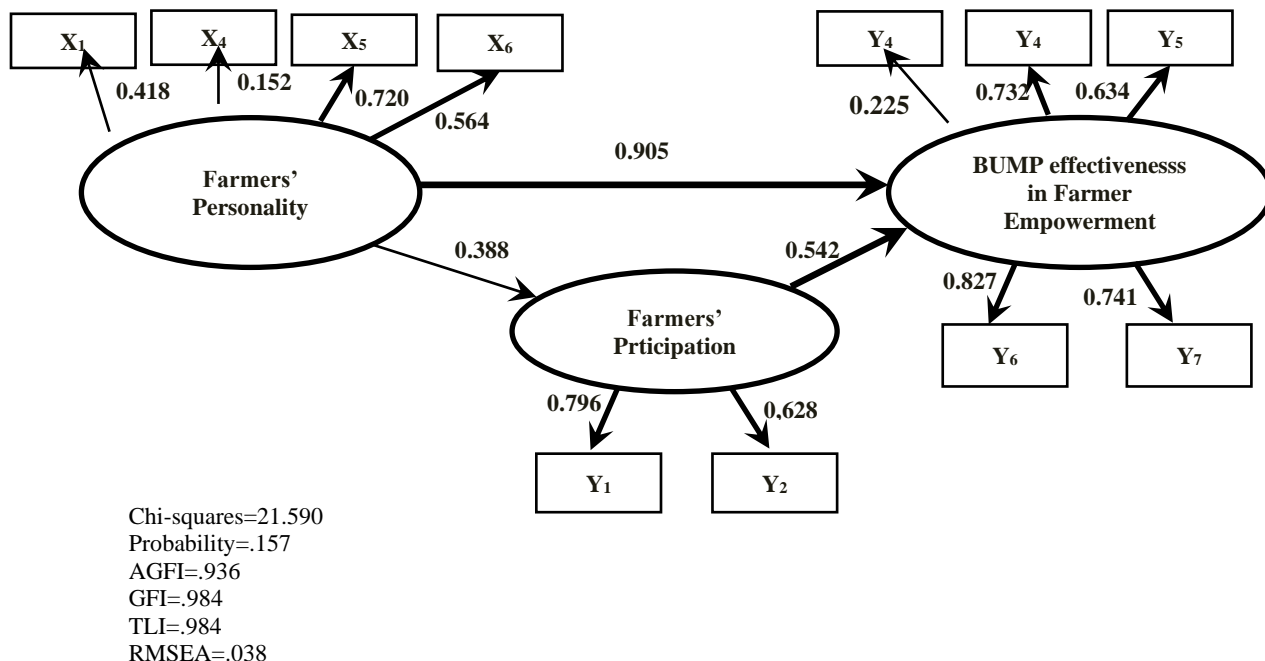 X1
X4
X5
X6
Y4
Y4
Y5
0.418
0.152
0.720
0.564
0.225
0.732
0.634
Farmers’
Personality
0.905
BUMP effectivenesss
in Farmer
Empowerment
0.388
0.542
Farmers’
Prticipation
0.827
0.741
Y6
Y7
0.796
0,628
Y1
Y2
Chi-squares=21.590
Probability=.157
AGFI=.936
GFI=.984
TLI=.984
RMSEA=.038